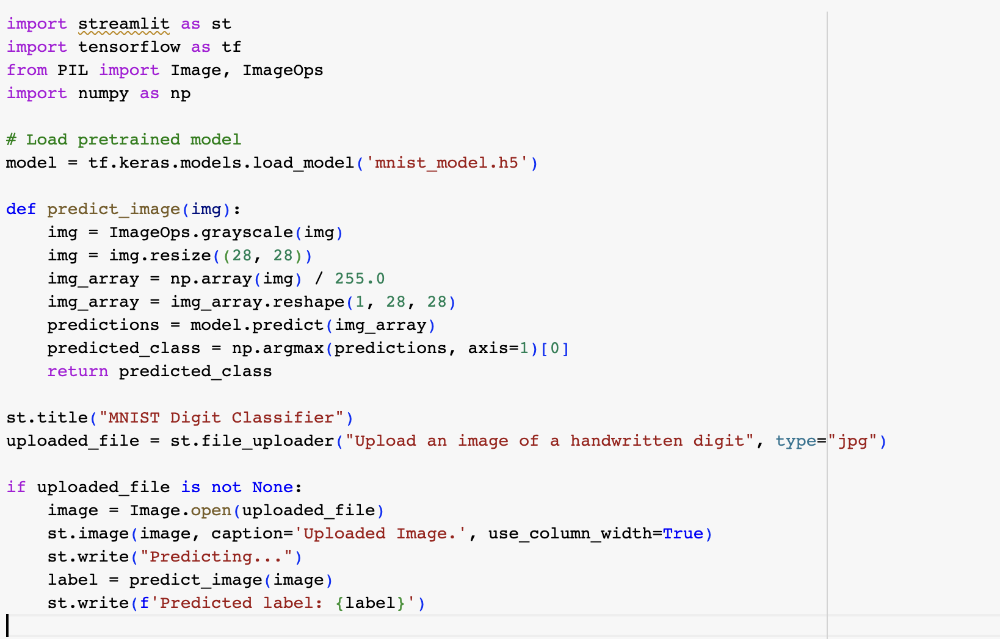 import streamlit as st
import tensorflow as tf
from PIL import Image, ImageOps
import numpy as np

# Load pretrained model
model = tf.keras.models.load_model('mnist_model.h5')

def predict_image(img):
    img = ImageOps.grayscale(img)
    img = img.resize((28, 28))
    img_array = np.array(img) / 255.0
    img_array = img_array.reshape(1, 28, 28)
    predictions = model.predict(img_array)
    predicted_class = np.argmax(predictions, axis=1)[0]
    return predicted_class

st.title("MNIST Digit Classifier")
uploaded_file = st.file_uploader("Upload an image of a handwritten digit", type="jpg")

if uploaded_file is not None:
    image = Image.open(uploaded_file)
    st.image(image, caption='Uploaded Image.', use_column_width=True)
    st.write("Predicting...")
    label = predict_image(image)
    st.write(f'Predicted label: {label}')